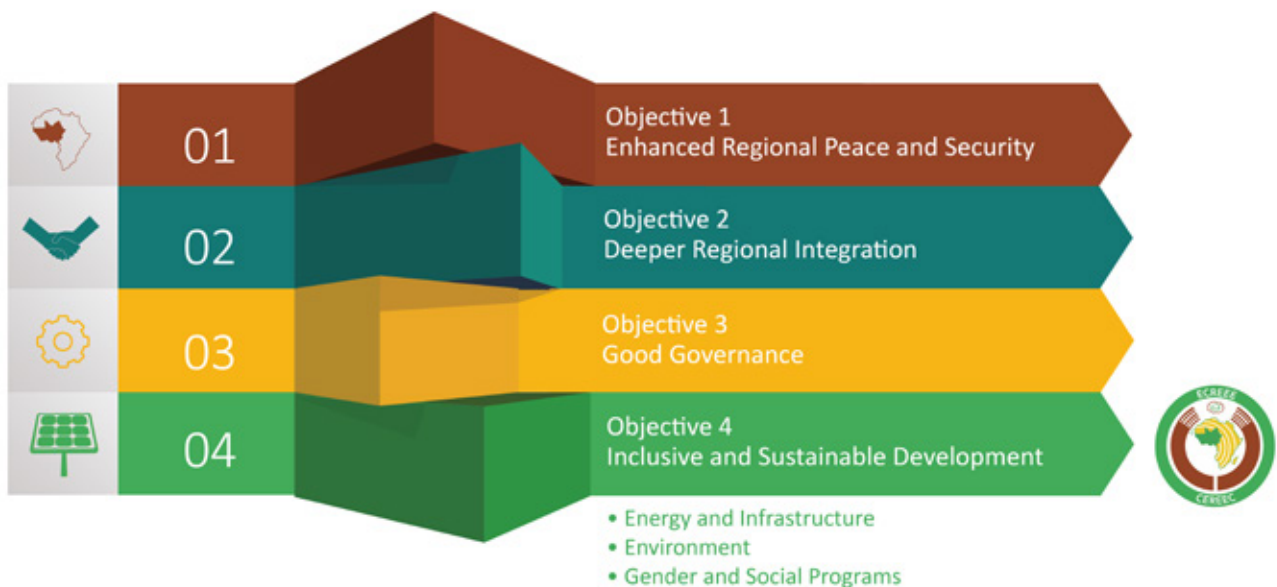 01
Objective 1
Enhanced Regional Peace and Security
02
Objective 2
Deeper Regional Integration
03
Objective 3
Good Governance
04
Objective 4
Inclusive and Sustainable Development
• Energy and Infrastructure
• Environment
• Gender and Social Programs
ECREEE
CEREEC